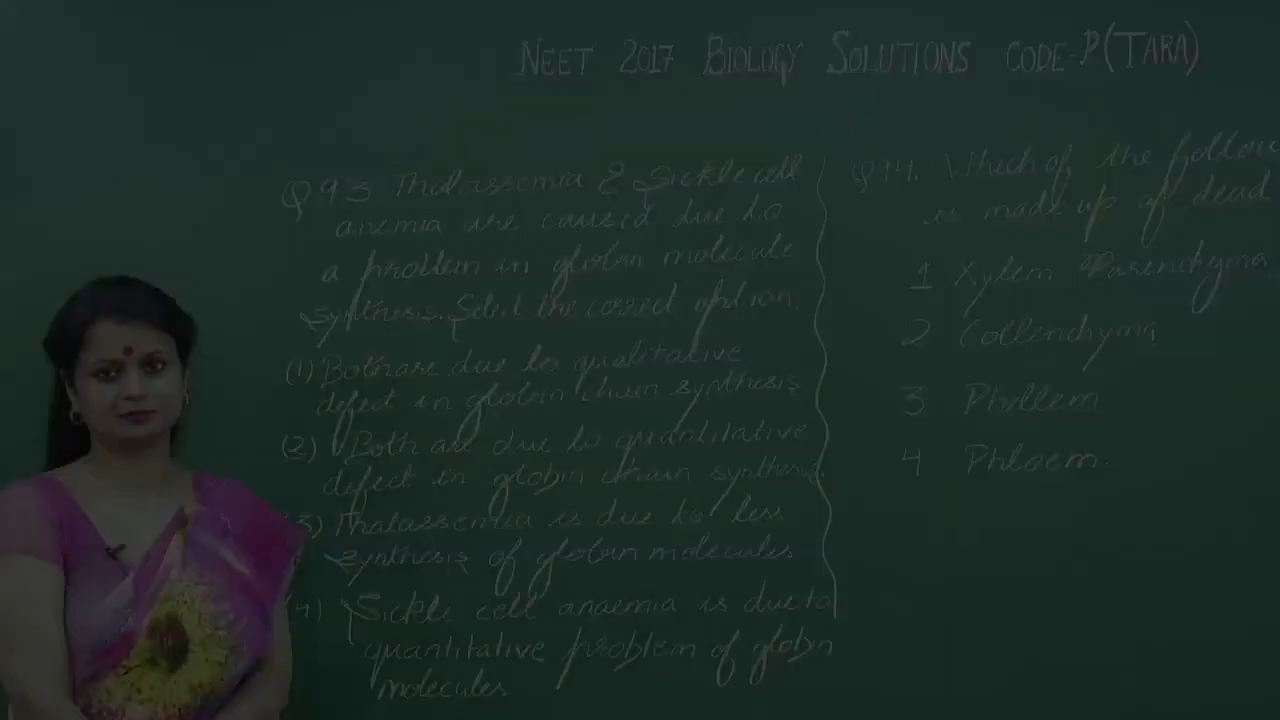 NEET 2017 BIOLOGY SOLUTIONS CODE-P(TARA)
Q93 Thalassemia & Sickle cell
anemia are caused due to
a problem in globin molecule
synthesis. Select the correct option.
(1) Both are due to qualitative
defect in globin chain synthesis
(2) Both are due to quantitative
defect in globin chain synthesis
(3) Thalassemia is due to less
synthesis of globin molecules
(4) Sickle cell anaemia is due to
quantitative problem of globin
molecules
Q94. Which of the
is made up of dead
1 Xylem Parenchyma
2 Collenchyma
3 Phellem
4 Phloem.